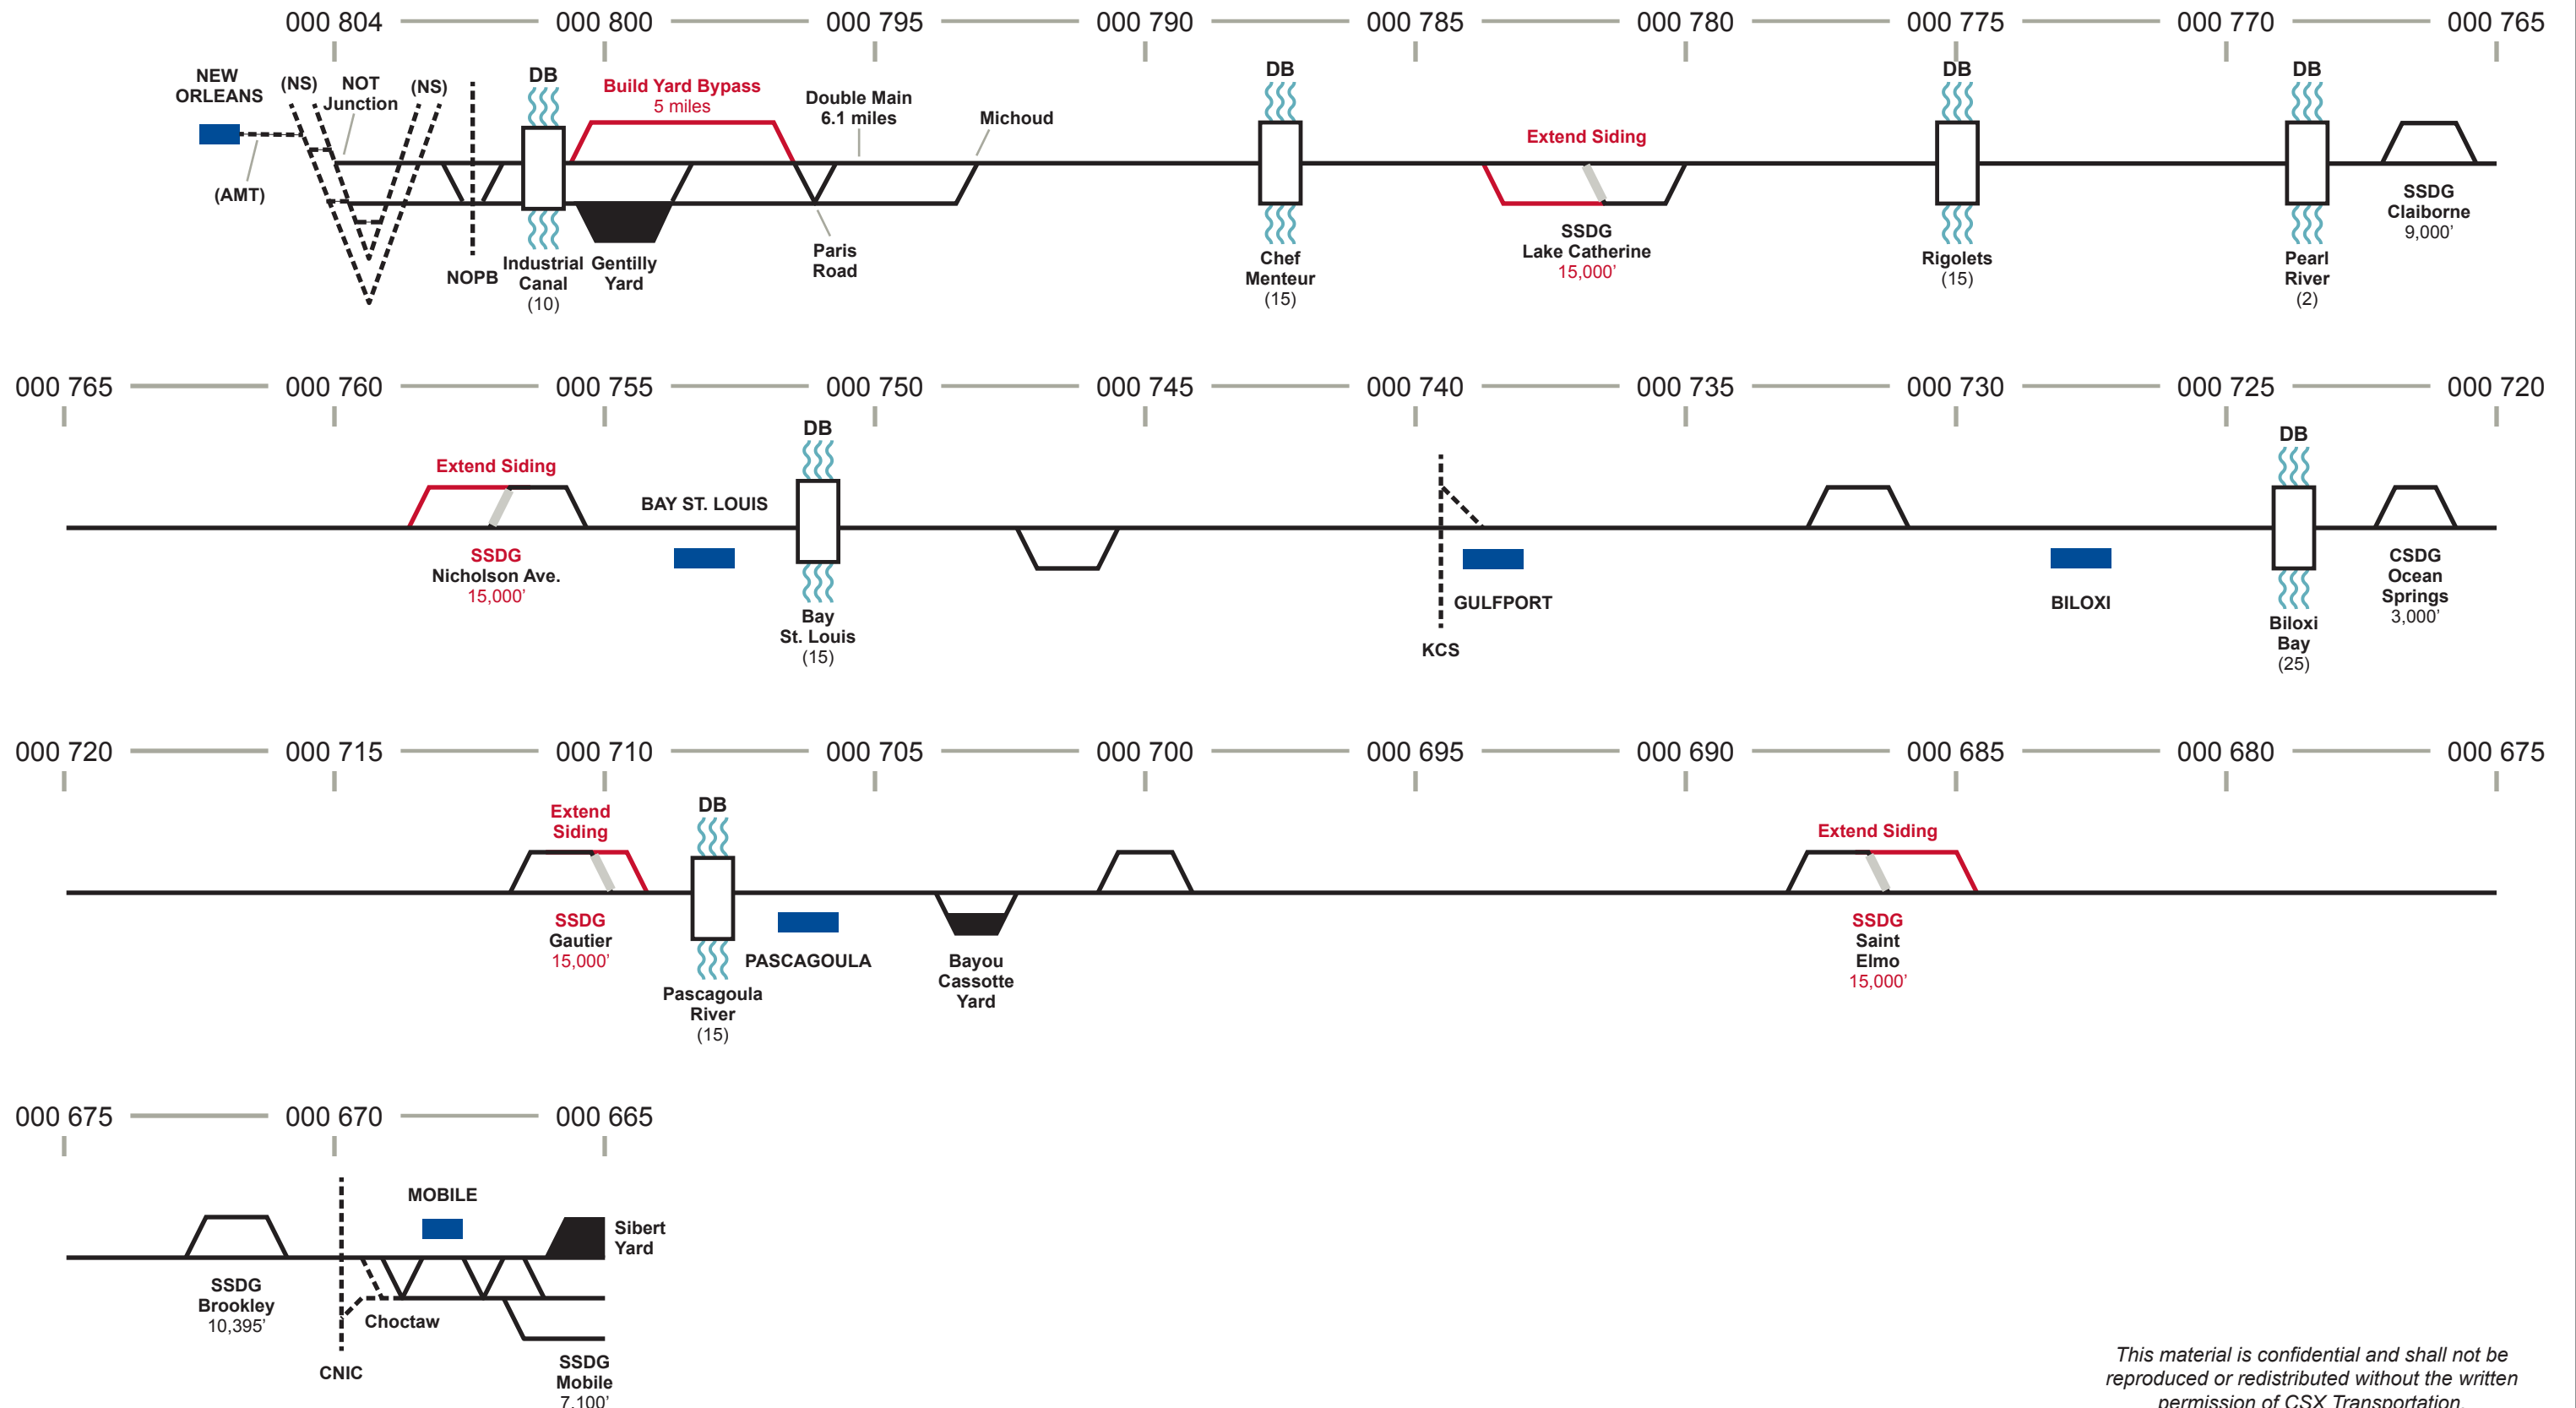 000 804 000 800 000 795 000 790 000 785 000 780 000 775 000 770 000 765
NEW
ORLEANS
(NS)
NOT
Junction
(NS)
(AMT)
NOPB
DB
Industrial
Canal
(10)
Build Yard Bypass
5 miles
Gentilly
Yard
Double Main
6.1 miles
Paris
Road
Michoud
DB
Chef
Menteur
(15)
Extend Siding
SSDG
Lake Catherine
15,000’
DB
Rigolets
(15)
DB
Pearl
River
(2)
SSDG
Claiborne
9,000’
000 765 000 760 000 755 000 750 000 745 000 740 000 735 000 730 000 725 000 720
Extend Siding
SSDG
Nicholson Ave.
15,000’
BAY ST. LOUIS
DB
Bay
St. Louis
(15)
KCS
GULFPORT
BILOXI
DB
Biloxi
Bay
(25)
CSDG
Ocean
Springs
3,000’
000 720 000 715 000 710 000 705 000 700 000 695 000 690 000 685 000 680 000 675
Extend
Siding
SSDG
Gautier
15,000’
DB
Pascagoula
River
(15)
PASCAGOULA
Bayou
Cassotte
Yard
Extend Siding
SSDG
Saint
Elmo
15,000’
000 675 000 670 000 665
SSDG
Brookley
10,395’
CNIC
MOBILE
Choctaw
Sibert
Yard
SSDG
Mobile
7,100’
This material is confidential and shall not be
reproduced or redistributed without the written
permission of CSX Transportation.